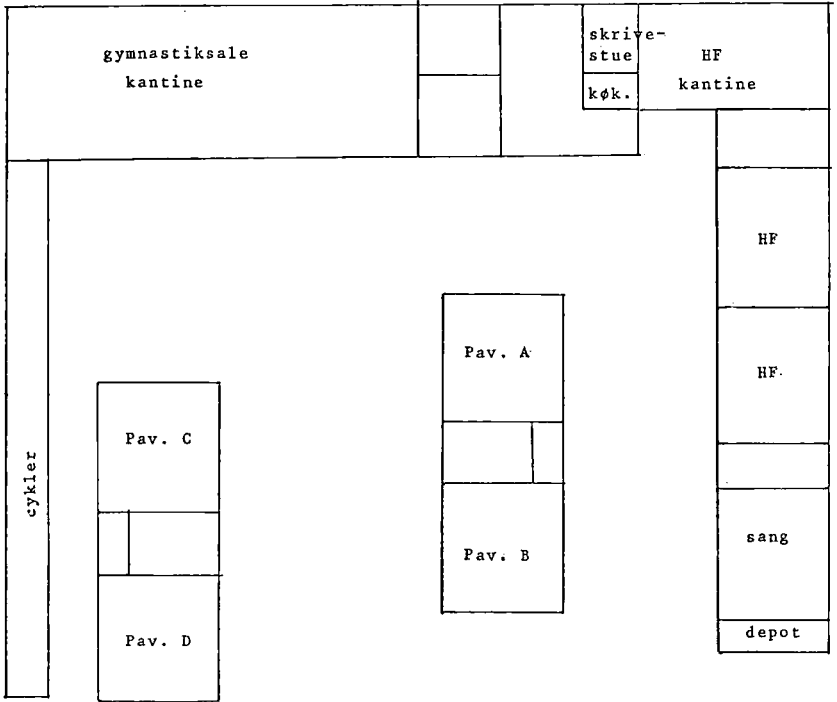 gymnastiksale
kantine
skrive-
stue
køk.
HF
kantine
HF
Pav. A
HF
Pav. C
cykler
sang
Pav. B
depot
Pav. D